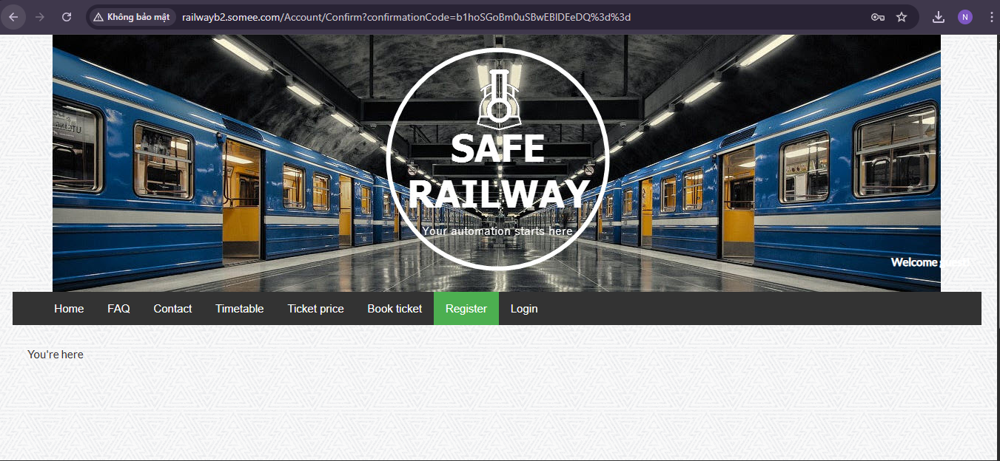 Không bảo mật railwayb2.somee.com/Account/Confirm?confirmationCode=b1hoSGoBm0uSBwEBlDEeDQ%3d%3d
N
SAFE
RAILWAY
Your automation starts here
Welcome guest!
Home FAQ Contact Timetable Ticket price Book ticket Register Login
You're here